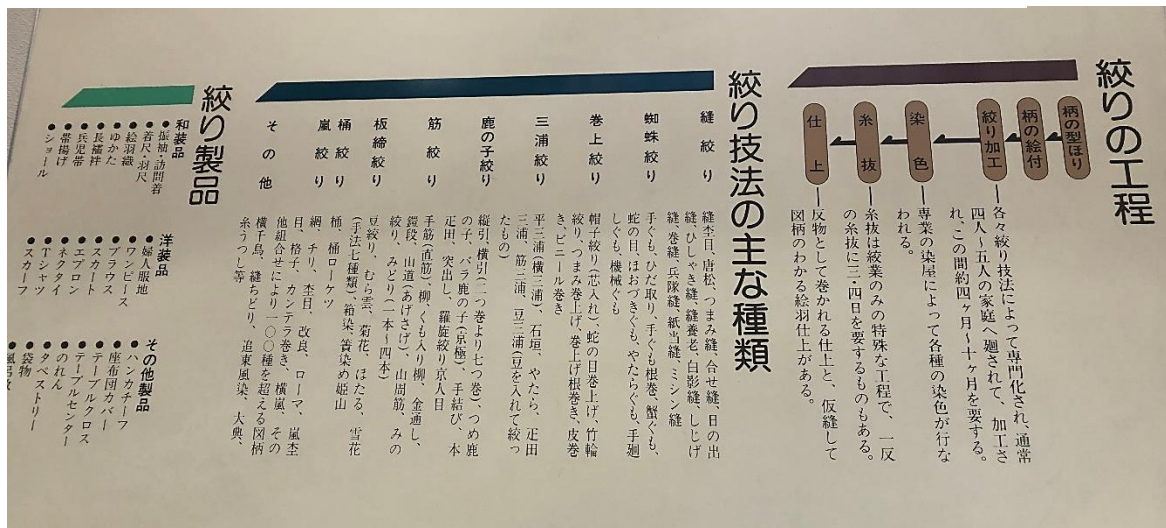 絞りの工程
柄の型ほり
柄の絵付
絞り加工
各々絞り技法によって専門化され、通常
四人〜五人の家庭へ廻されて、加工さ
れ、この間約四ヶ月〜十ヶ月を要する。
染色
専業の染屋によって各種の染色が行な
われる。
糸抜
糸抜は絞業のみの特殊な工程で、一反
の糸抜に三・四日を要するものもある。
仕上
反物として巻かれる仕上と、仮縫して
図柄のわかる絵羽仕上がある。
絞り技法の主な種類
縫絞り
縫杢目、唐松、つまみ縫、合せ縫、日の出
縫、ひしゃき縫、縫養老、白影縫、しじげ
縫、巻縫、兵隊縫、紙当縫、ミシン縫
蜘蛛絞り
手ぐも、ひだ取り、手ぐも根巻、蟹ぐも、
蛇の目、ほおづきぐも、やたらぐも、手廻
しぐも、機械ぐも
巻上絞り
帽子絞り(芯入れ)、蛇の目巻上げ、竹輪
絞り、つまみ巻上げ、巻上げ根巻き、皮巻
き、ビニール巻き
三浦絞り
平三浦(横三浦)、石垣、やたら、疋田
三浦、筋三浦、豆三浦(豆を入れて絞っ
たもの)
鹿の子絞り
縦引、横引(二つ巻より七つ巻)、つめ鹿
の子、バラ鹿の子(京極)、手結び、本
疋田、突出し、羅旋絞り京人目
筋絞り
手筋(直筋)、柳、くも入り柳、金通し、
鎧段、山道(あげさげ)、山周筋、みの
絞り、みどり(一本〜四本)
板締絞り
豆絞り、むら雲、菊花、ほたる、雪花
(手法七種類)、箱染、簀染め姫山
桶絞り
桶、桶ローケツ
嵐絞り
網、チリ、杢目、改良、ローマ、嵐杢
目、格子、カンテラ巻き、横嵐、その
他組合せにより一〇〇種を超える図柄
その他
横千鳥、縫ちどり、追東風染、大典、
糸うつし等
絞り製品
和装品
●振袖・訪問着
●着尺・羽尺
●絵羽織
●ゆかた
●長襦袢
●兵児帯
●帯揚げ
●ショール
洋装品
●婦人服地
●ワンピース
●ブラウス
●スカート
●エプロン
●ネクタイ
●Tシャツ
●スカーフ
その他製品
●ハンカチーフ
●座布団カバー
●テーブルクロス
●テーブルセンター
●のれん
●タペストリー
●袋物